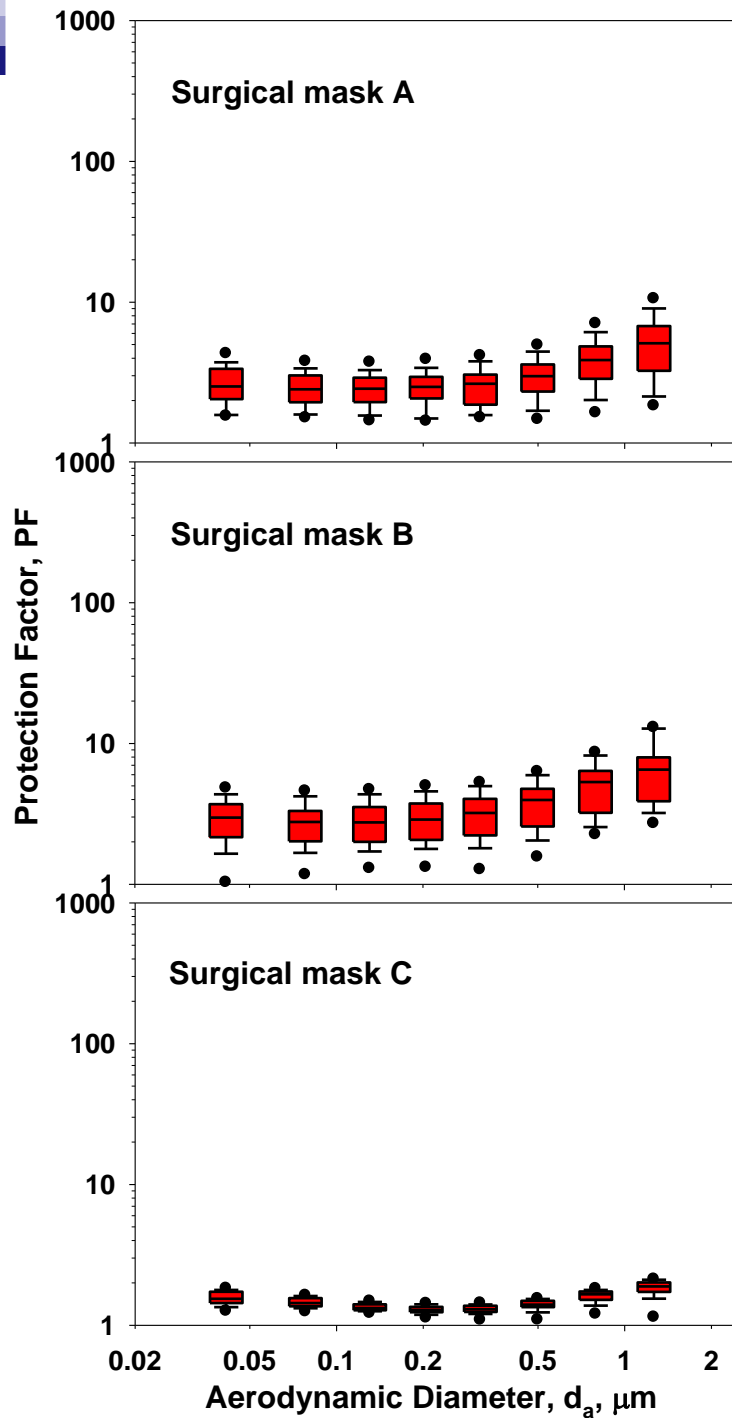 1000
Surgical mask A
100
10
1
1000
Surgical mask B
100
10
1
1000
Surgical mask C
100
10
1
Protection Factor, PF
0.02 0.05 0.1 0.2 0.5 1 2
Aerodynamic Diameter, dₐ, μm